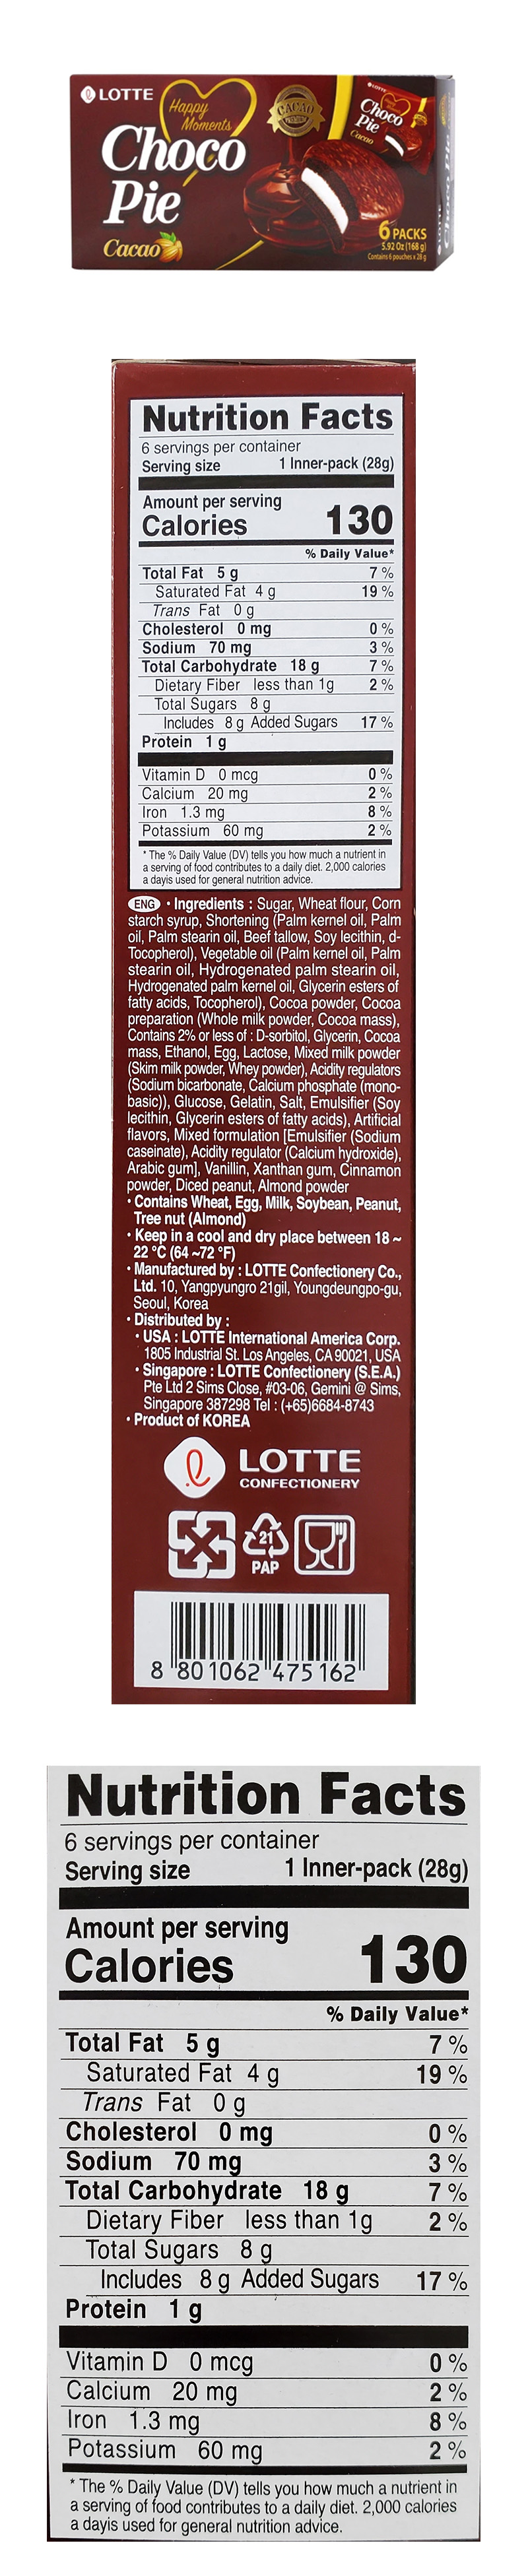 LOTTE
Happy
Moments
Choco
Pie
Cacao
CACAO
Choco
Pie
Cacao
6 PACKS
5.92 Oz (168 g)
Contains 6 pouches x 28 g
Nutrition Facts
6 servings per container
Serving size 1 Inner-pack (28g)
Amount per serving
Calories 130
% Daily Value*
Total Fat 5 g 7 %
Saturated Fat 4 g 19 %
Trans Fat 0 g
Cholesterol 0 mg 0 %
Sodium 70 mg 3 %
Total Carbohydrate 18 g 7 %
Dietary Fiber less than 1g 2 %
Total Sugars 8 g
Includes 8 g Added Sugars 17 %
Protein 1 g
Vitamin D 0 mcg 0 %
Calcium 20 mg 2 %
Iron 1.3 mg 8 %
Potassium 60 mg 2 %
* The % Daily Value (DV) tells you how much a nutrient in
a serving of food contributes to a daily diet. 2,000 calories
a dayis used for general nutrition advice.
ENG • Ingredients : Sugar, Wheat flour, Corn
starch syrup, Shortening (Palm kernel oil, Palm
oil, Palm stearin oil, Beef tallow, Soy lecithin, d-
Tocopherol), Vegetable oil (Palm kernel oil, Palm
stearin oil, Hydrogenated palm stearin oil,
Hydrogenated palm kernel oil, Glycerin esters of
fatty acids, Tocopherol), Cocoa powder, Cocoa
preparation (Whole milk powder, Cocoa mass),
Contains 2% or less of : D-sorbitol, Glycerin, Cocoa
mass, Ethanol, Egg, Lactose, Mixed milk powder
(Skim milk powder, Whey powder), Acidity regulators
(Sodium bicarbonate, Calcium phosphate (mono-
basic)), Glucose, Gelatin, Salt, Emulsifier (Soy
lecithin, Glycerin esters of fatty acids), Artificial
flavors, Mixed formulation [Emulsifier (Sodium
caseinate), Acidity regulator (Calcium hydroxide),
Arabic gum], Vanillin, Xanthan gum, Cinnamon
powder, Diced peanut, Almond powder
• Contains Wheat, Egg, Milk, Soybean, Peanut,
Tree nut (Almond)
• Keep in a cool and dry place between 18 ~
22 °C (64 ~72 °F)
• Manufactured by : LOTTE Confectionery Co.,
Ltd. 10, Yangpyungro 21gil, Youngdeungpo-gu,
Seoul, Korea
• Distributed by :
• USA : LOTTE International America Corp.
1805 Industrial St. Los Angeles, CA 90021, USA
• Singapore : LOTTE Confectionery (S.E.A.)
Pte Ltd 2 Sims Close, #03-06, Gemini @ Sims,
Singapore 387298 Tel : (+65)6684-8743
• Product of KOREA
LOTTE
CONFECTIONERY
21
PAP
8 801062 475162
Nutrition Facts
6 servings per container
Serving size 1 Inner-pack (28g)
Amount per serving
Calories 130
% Daily Value*
Total Fat 5 g 7 %
Saturated Fat 4 g 19 %
Trans Fat 0 g
Cholesterol 0 mg 0 %
Sodium 70 mg 3 %
Total Carbohydrate 18 g 7 %
Dietary Fiber less than 1g 2 %
Total Sugars 8 g
Includes 8 g Added Sugars 17 %
Protein 1 g
Vitamin D 0 mcg 0 %
Calcium 20 mg 2 %
Iron 1.3 mg 8 %
Potassium 60 mg 2 %
* The % Daily Value (DV) tells you how much a nutrient in
a serving of food contributes to a daily diet. 2,000 calories
a dayis used for general nutrition advice.